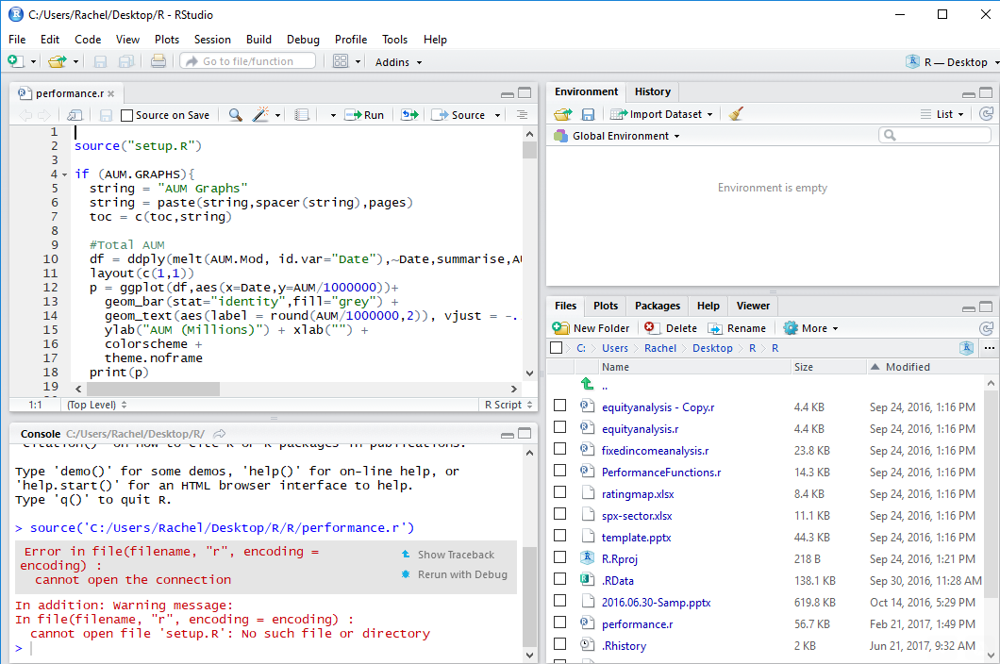 C:/Users/Rachel/Desktop/R - RStudio
File Edit Code View Plots Session Build Debug Profile Tools Help
Go to file/function Addins R — Desktop
performance.r
Source on Save Run Source
1
2 source("setup.R")
3
4 if (AUM.GRAPHS){
5 string = "AUM Graphs"
6 string = paste(string,spacer(string),pages)
7 toc = c(toc,string)
8
9 #Total AUM
10 df = ddply(melt(AUM.Mod, id.var="Date"),~Date,summarise,AU
11 layout(c(1,1))
12 p = ggplot(df,aes(x=Date,y=AUM/1000000))+
13 geom_bar(stat="identity",fill="grey") +
14 geom_text(aes(label = round(AUM/1000000,2)), vjust = -.
15 ylab("AUM (Millions)") + xlab("") +
16 colorscheme +
17 theme.noframe
18 print(p)
19
1:1 (Top Level) R Script
Console C:/Users/Rachel/Desktop/R/
'citation()' on how to cite R or R packages in publications.
Type 'demo()' for some demos, 'help()' for on-line help, or
'help.start()' for an HTML browser interface to help.
Type 'q()' to quit R.
> source('C:/Users/Rachel/Desktop/R/R/performance.r')
Error in file(filename, "r", encoding =
encoding) :
cannot open the connection
Show Traceback
Rerun with Debug
In addition: Warning message:
In file(filename, "r", encoding = encoding) :
cannot open file 'setup.R': No such file or directory
>
Environment History
Import Dataset List
Global Environment
Environment is empty
Files Plots Packages Help Viewer
New Folder Delete Rename More
C: Users Rachel Desktop R R ...
Name Size Modified
..
equityanalysis - Copy.r 4.4 KB Sep 24, 2016, 1:16 PM
equityanalysis.r 4.4 KB Sep 24, 2016, 1:16 PM
fixedincomeanalysis.r 23.8 KB Sep 24, 2016, 1:16 PM
PerformanceFunctions.r 14.3 KB Sep 24, 2016, 1:16 PM
ratingmap.xlsx 8.4 KB Sep 24, 2016, 1:16 PM
spx-sector.xlsx 11.1 KB Sep 24, 2016, 1:16 PM
template.pptx 44.3 KB Sep 24, 2016, 1:16 PM
R.Rproj 218 B Sep 24, 2016, 1:21 PM
.RData 138.1 KB Sep 30, 2016, 11:28 AM
2016.06.30-Samp.pptx 619.8 KB Oct 14, 2016, 5:29 PM
performance.r 56.7 KB Feb 21, 2017, 1:49 PM
.Rhistory 2 KB Jun 21, 2017, 9:32 AM